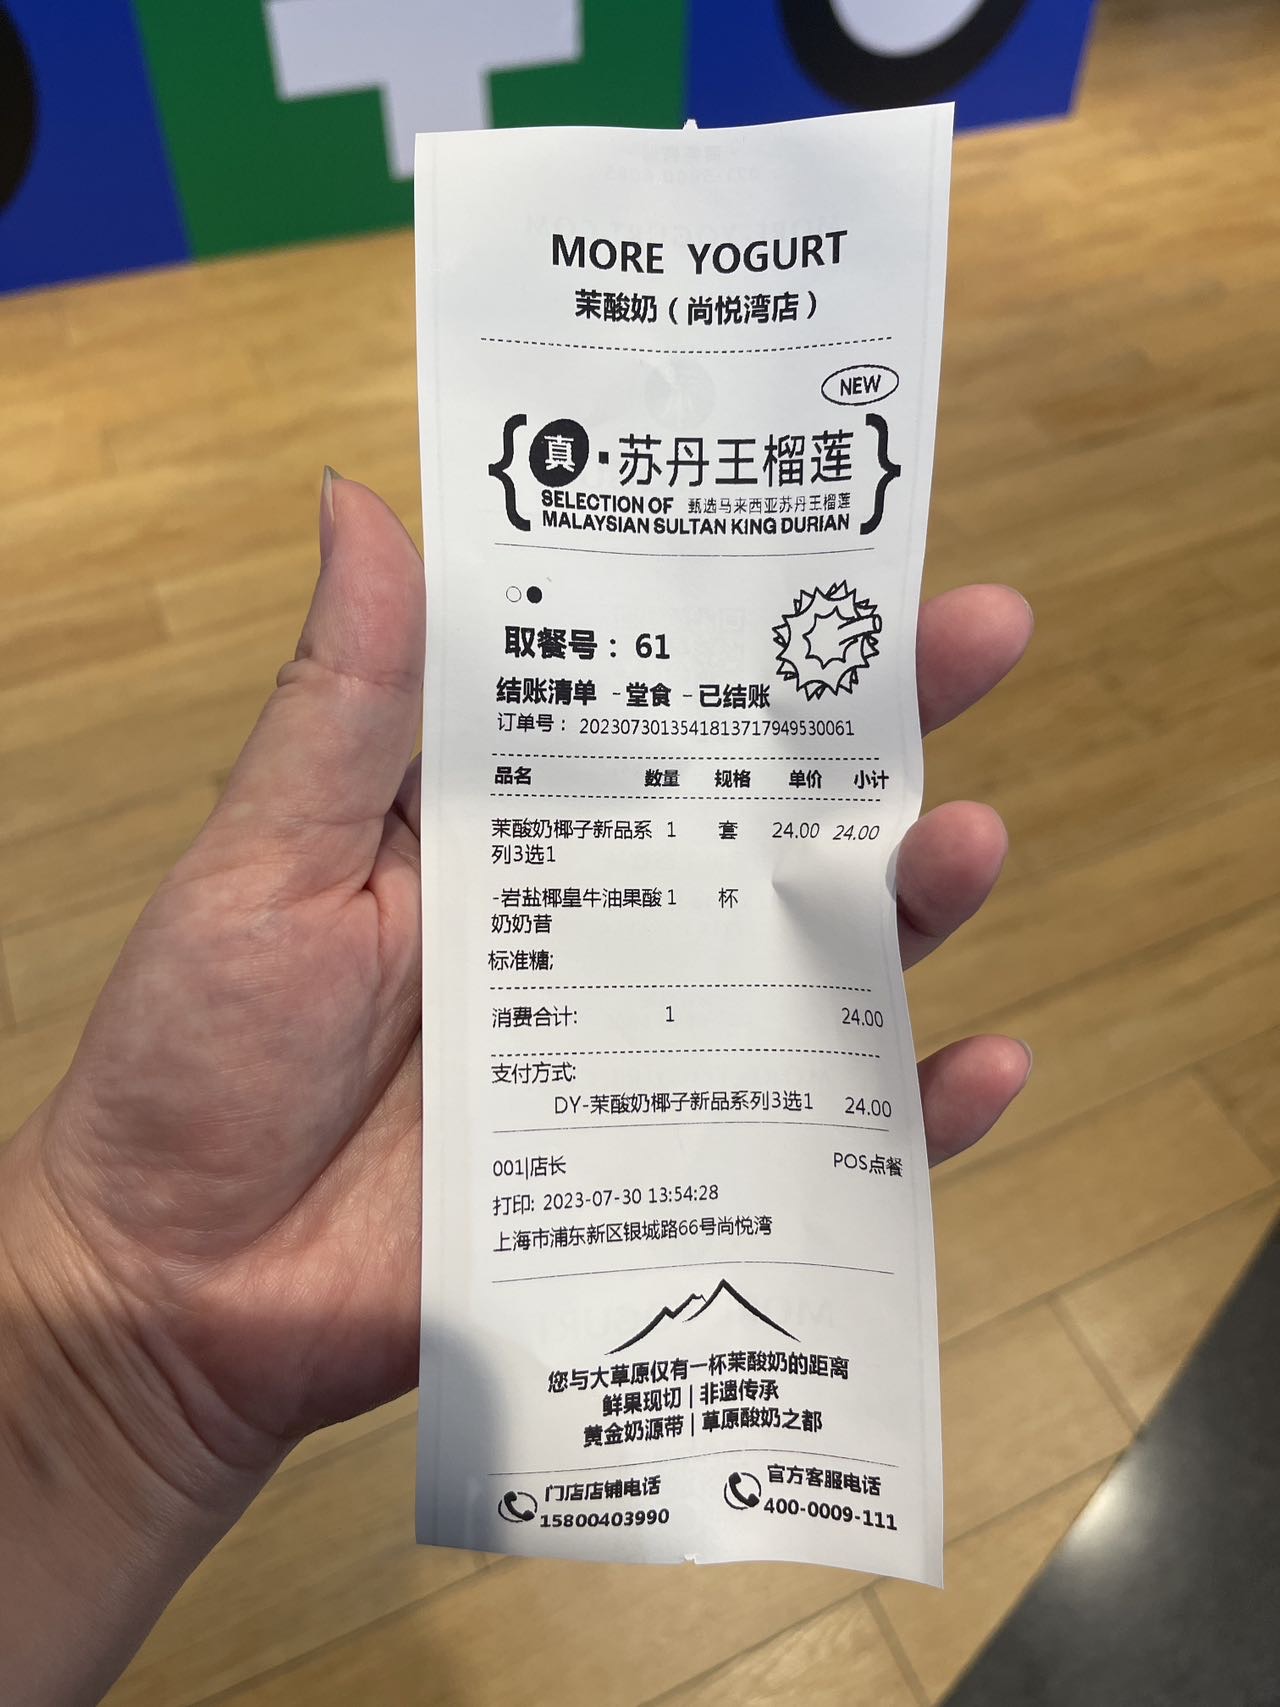 MORE YOGURT
茉酸奶（尚悦湾店）
NEW
{真·苏丹王榴莲}
SELECTION OF 甄选马来西亚苏丹王榴莲
MALAYSIAN SULTAN KING DURIAN
取餐号：61
结账清单 -堂食 -已结账
订单号：20230730135418137179495300​61
品名 数量 规格 单价 小计
茉酸奶椰子新品系 1 套 24.00 24.00
列3选1
-岩盐椰皇牛油果酸 1 杯
奶奶昔
标准糖;
消费合计: 1 24.00
支付方式:
DY-茉酸奶椰子新品系列3选1 24.00
001|店长 POS点餐
打印: 2023-07-30 13:54:28
上海市浦东新区银城路66号尚悦湾
您与大草原仅有一杯茉酸奶的距离
鲜果现切 | 非遗传承
黄金奶源带 | 草原酸奶之都
门店店铺电话 官方客服电话
15800403990 400-0009-111